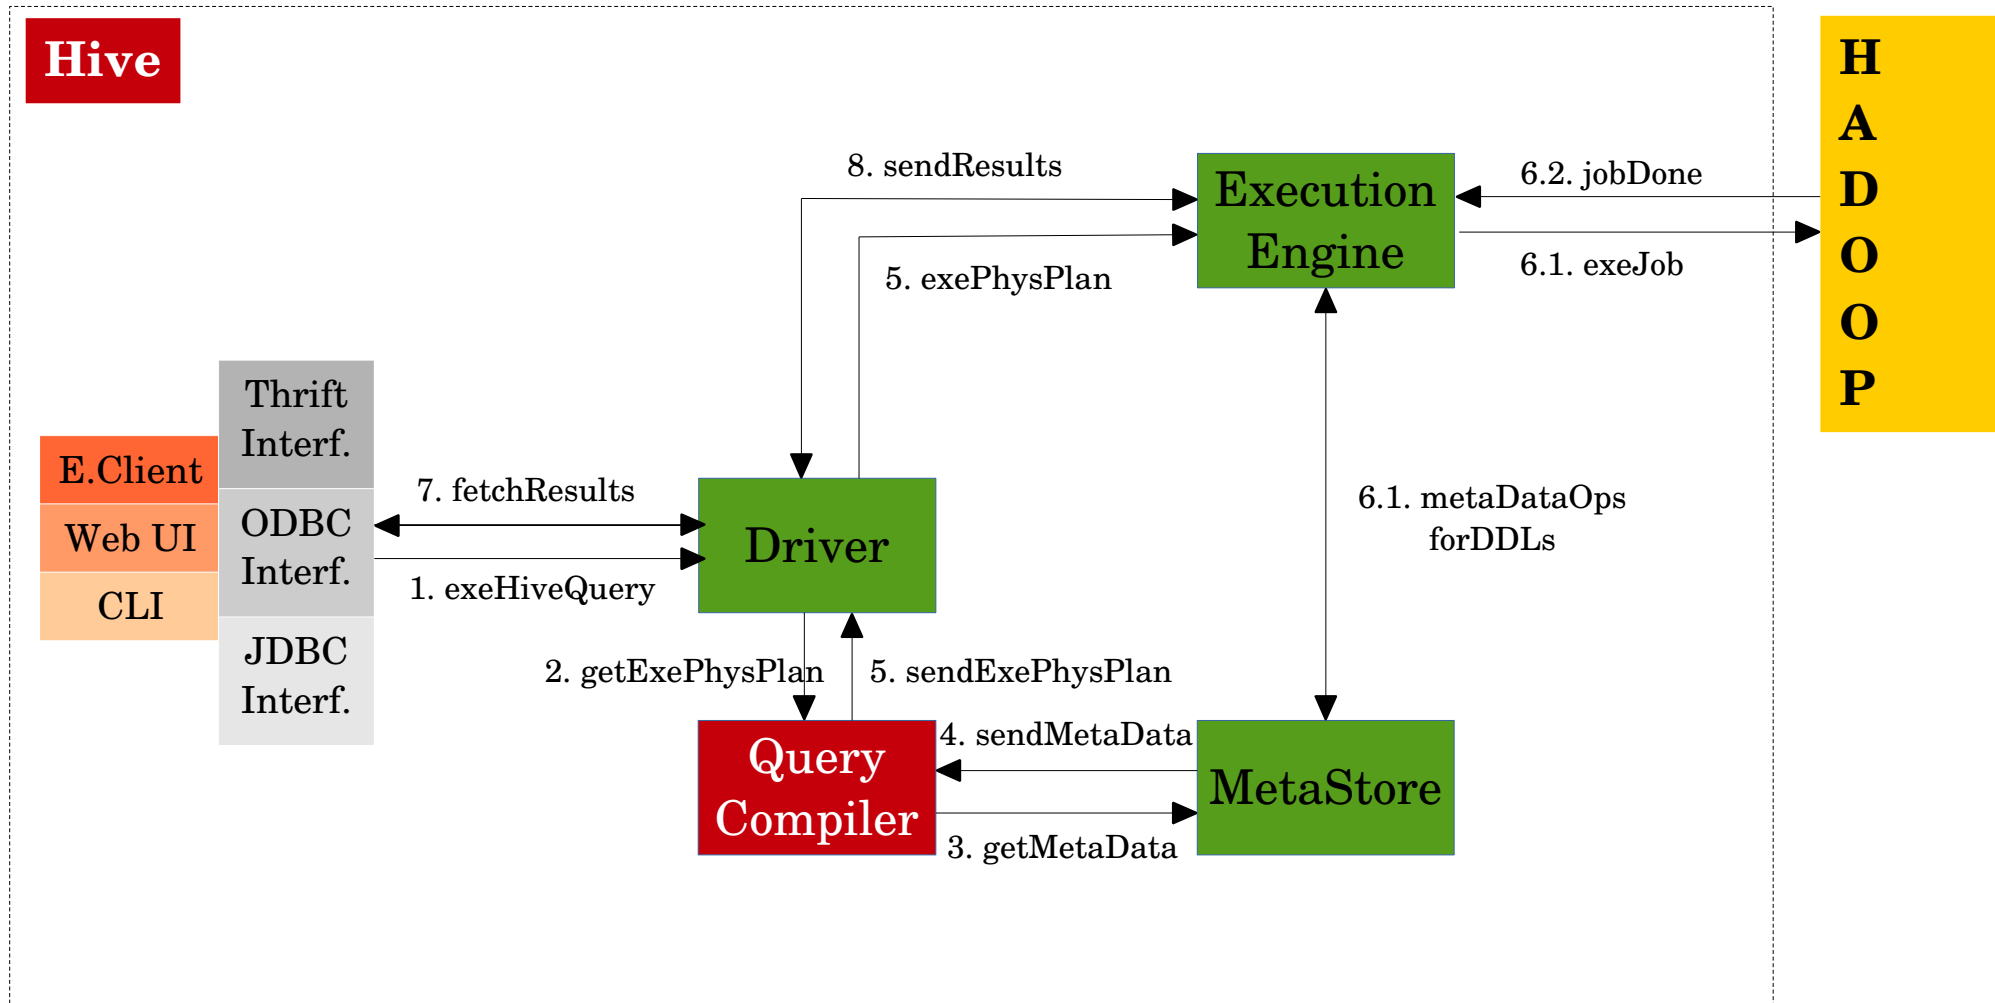 Hive
H
A
D
O
O
P
8. sendResults
Execution
Engine
6.2. jobDone
5. exePhysPlan
6.1. exeJob
Thrift
Interf.
E.Client
Web UI
CLI
ODBC
Interf.
JDBC
Interf.
7. fetchResults
1. exeHiveQuery
Driver
6.1. metaDataOps
forDDLs
2. getExePhysPlan
5. sendExePhysPlan
Query
Compiler
4. sendMetaData
3. getMetaData
MetaStore